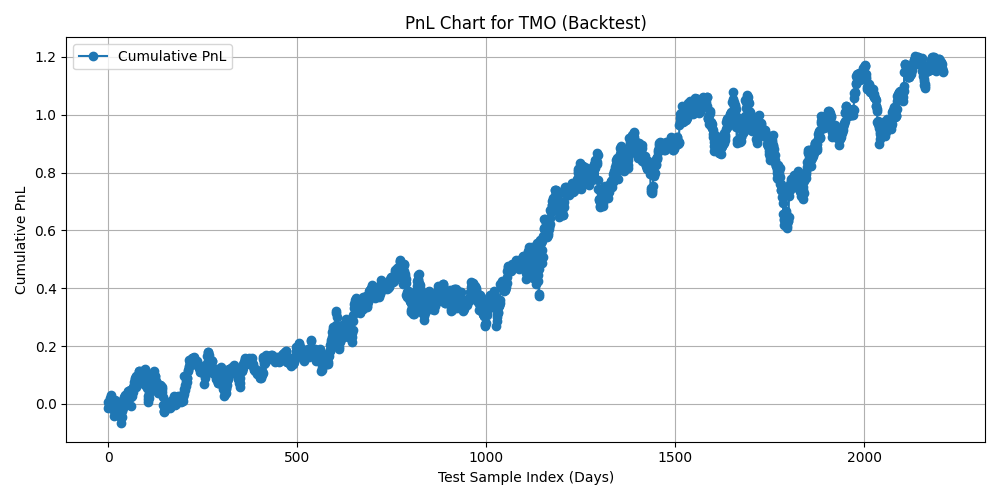 PnL Chart for TMO (Backtest)
Cumulative PnL
1.2
1.0
0.8
0.6
0.4
0.2
0.0
Cumulative PnL
0 500 1000 1500 2000
Test Sample Index (Days)